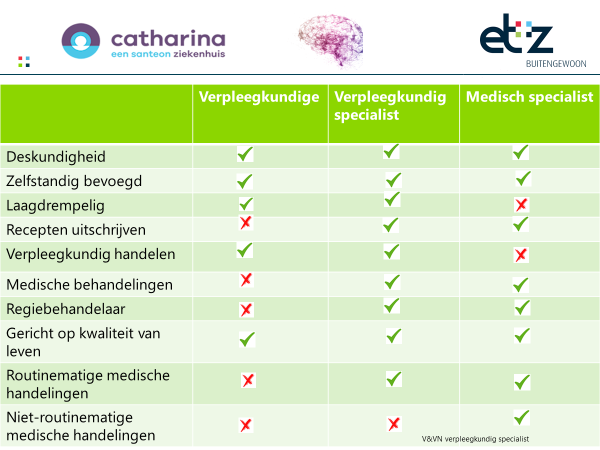 catharina
een santeon ziekenhuis
etz
BUITENGEWOON
Verpleegkundige
Verpleegkundig
specialist
Medisch specialist
Deskundigheid
Zelfstandig bevoegd
Laagdrempelig
Recepten uitschrijven
Verpleegkundig handelen
Medische behandelingen
Regiebehandelaar
Gericht op kwaliteit van
leven
Routinematige medische
handelingen
Niet-routinematige
medische handelingen
V&VN verpleegkundig specialist